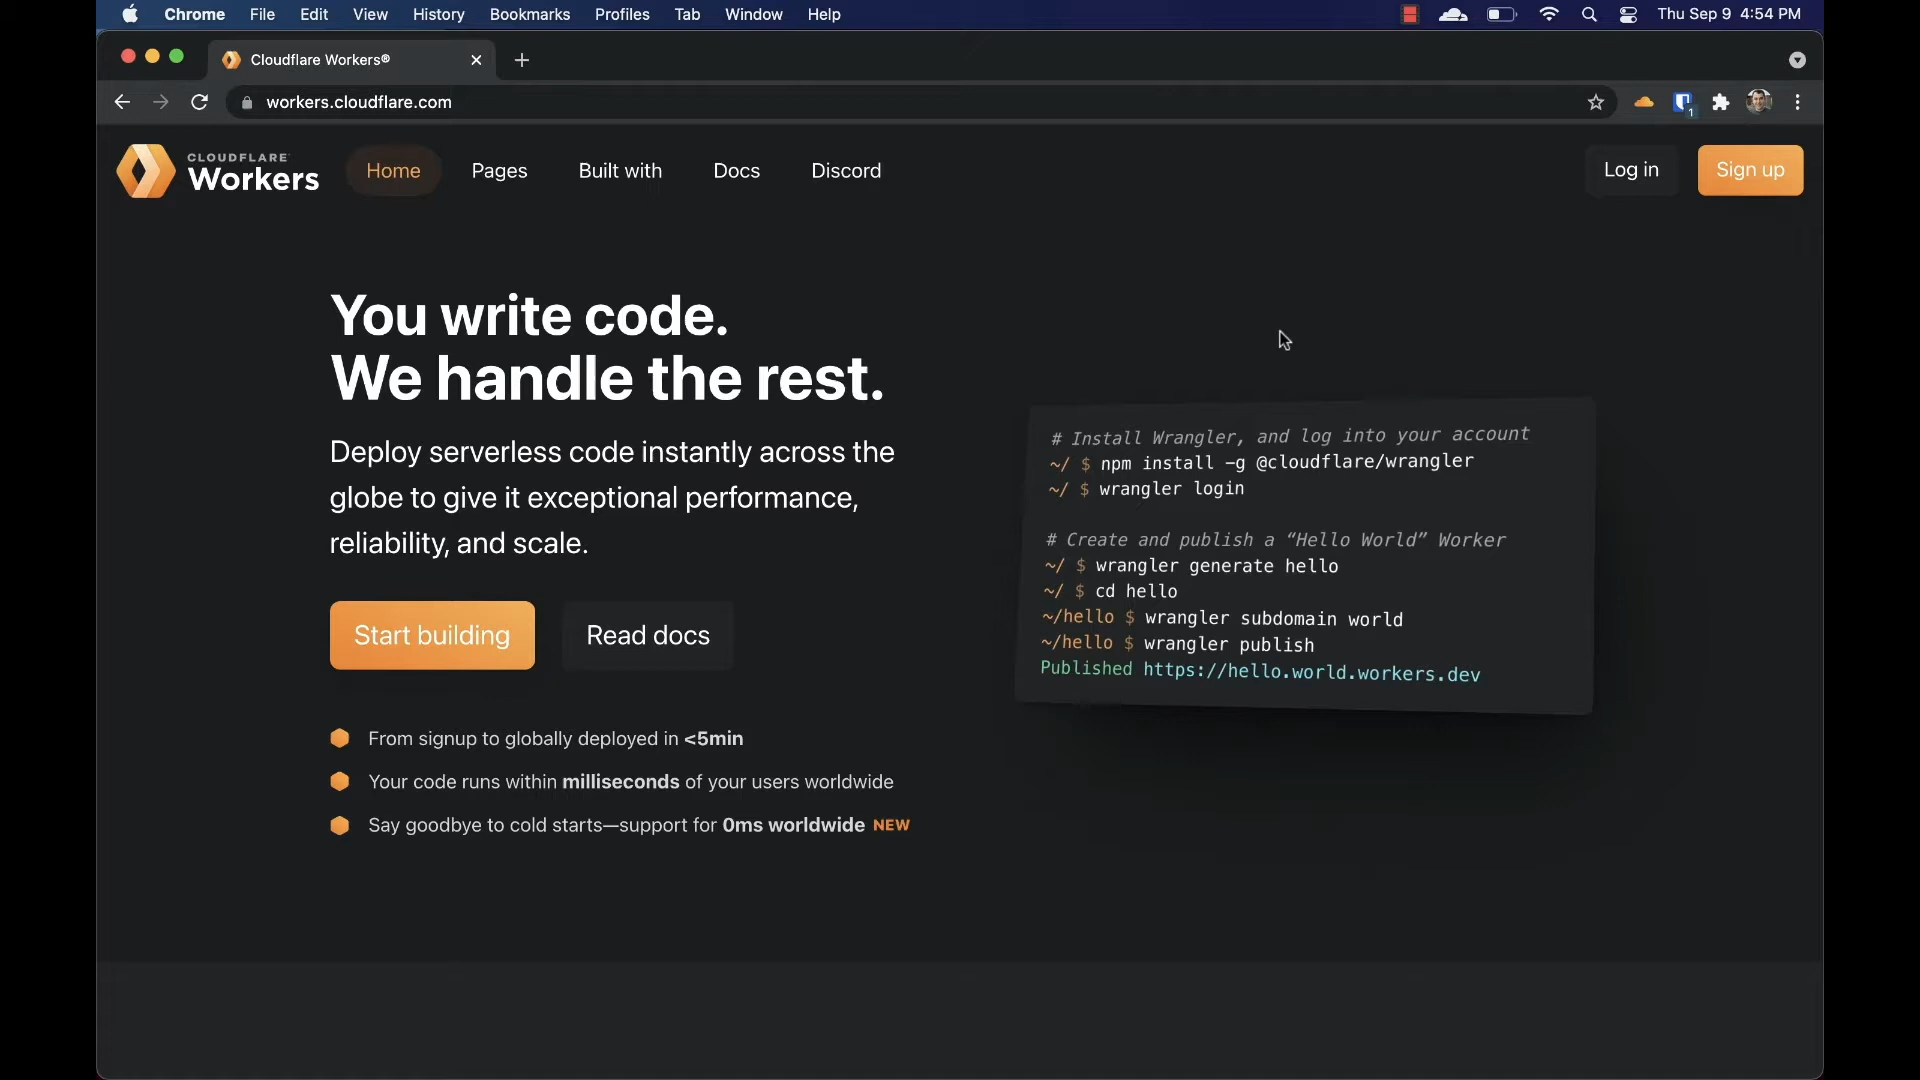 Chrome File Edit View History Bookmarks Profiles Tab Window Help Thu Sep 9 4:54 PM
Cloudflare Workers®
workers.cloudflare.com
1
CLOUDFLARE
Workers
Home Pages Built with Docs Discord Log in Sign up
You write code.
We handle the rest.
Deploy serverless code instantly across the
globe to give it exceptional performance,
reliability, and scale.
Start building Read docs
From signup to globally deployed in <5min
Your code runs within milliseconds of your users worldwide
Say goodbye to cold starts—support for 0ms worldwide NEW
# Install Wrangler, and log into your account
~/ $ npm install -g @cloudflare/wrangler
~/ $ wrangler login
# Create and publish a “Hello World” Worker
~/ $ wrangler generate hello
~/ $ cd hello
~/hello $ wrangler subdomain world
~/hello $ wrangler publish
Published https://hello.world.workers.dev